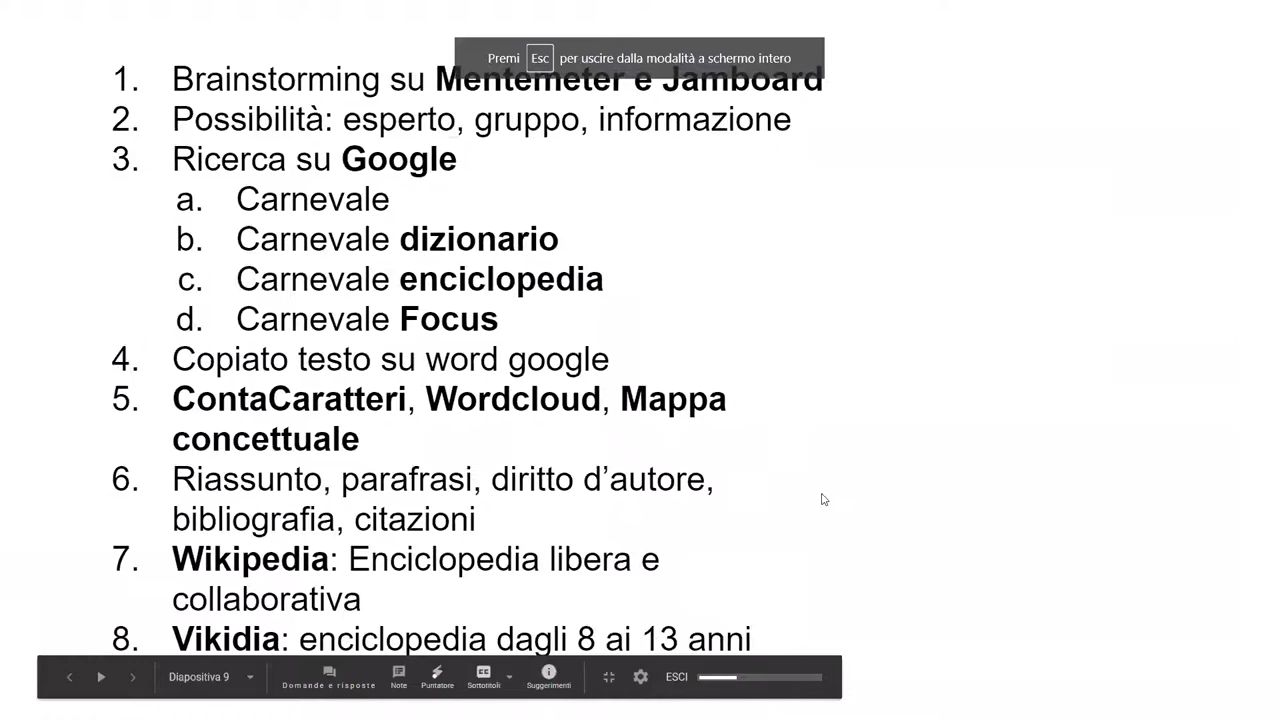 Premi Esc per uscire dalla modalità a schermo intero
1. Brainstorming su Mentemeter e Jamboard
2. Possibilità: esperto, gruppo, informazione
3. Ricerca su Google
a. Carnevale
b. Carnevale dizionario
c. Carnevale enciclopedia
d. Carnevale Focus
4. Copiato testo su word google
5. ContaCaratteri, Wordcloud, Mappa
concettuale
6. Riassunto, parafrasi, diritto d’autore,
bibliografia, citazioni
7. Wikipedia: Enciclopedia libera e
collaborativa
8. Vikidia: enciclopedia dagli 8 ai 13 anni
Diapositiva 9 Domande e risposte Note Puntatore Sottotitoli Suggerimenti ESCI